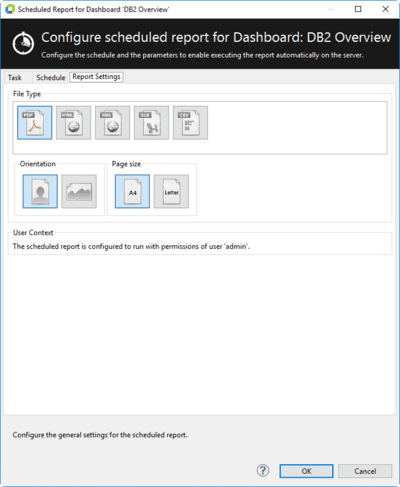 Scheduled Report for Dashboard 'DB2 Overview'
Configure scheduled report for Dashboard: DB2 Overview
Configure the schedule and the parameters to enable executing the report automatically on the server.
Task Schedule Report Settings
File Type
PDF HTML XML XLS CSV
Orientation Page size
A4 Letter
User Context
The scheduled report is configured to run with permissions of user 'admin'.
Configure the general settings for the scheduled report.
? OK Cancel